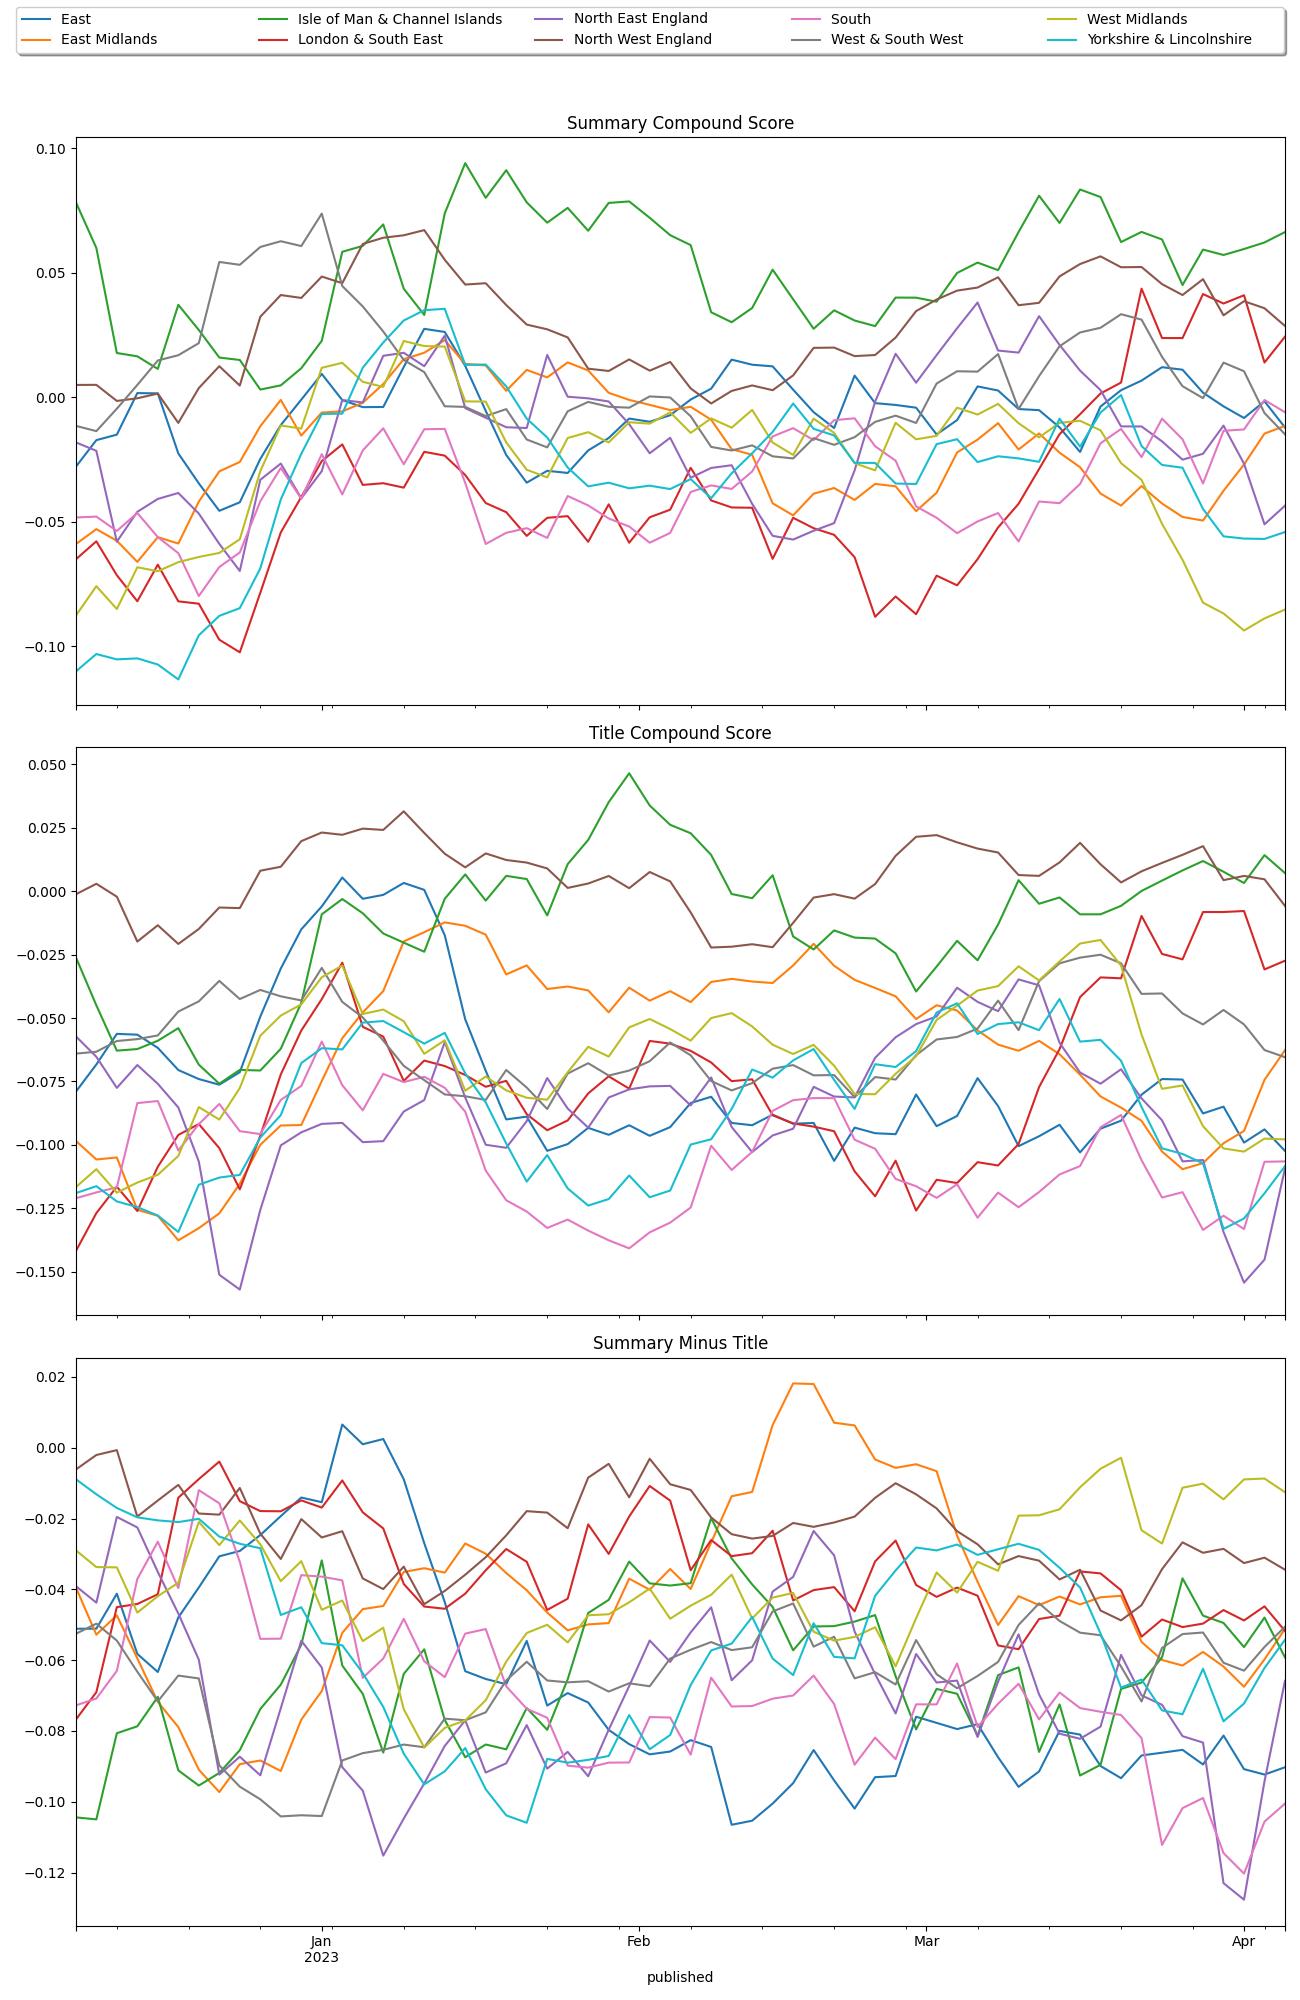 East
Isle of Man & Channel Islands
North East England
South
West Midlands
East Midlands
London & South East
North West England
West & South West
Yorkshire & Lincolnshire
Summary Compound Score
0.10
0.05
0.00
−0.05
−0.10
Title Compound Score
0.050
0.025
0.000
−0.025
−0.050
−0.075
−0.100
−0.125
−0.150
Summary Minus Title
0.02
0.00
−0.02
−0.04
−0.06
−0.08
−0.10
−0.12
Jan
2023
Feb
Mar
Apr
published